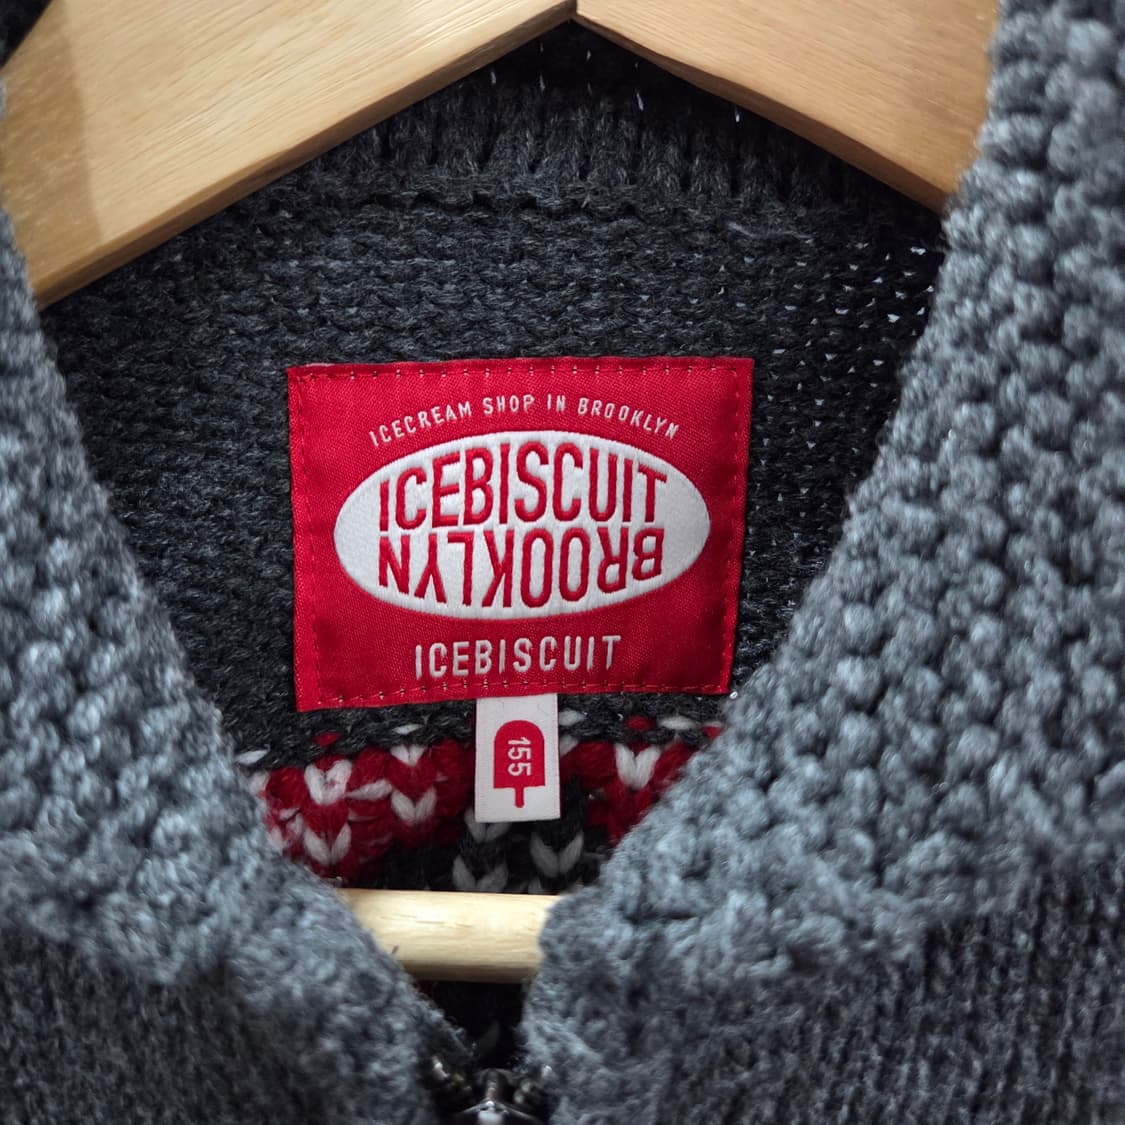 ICECREAM SHOP IN BROOKLYN
ICEBISCUIT
BROOKLYN
ICEBISCUIT
155